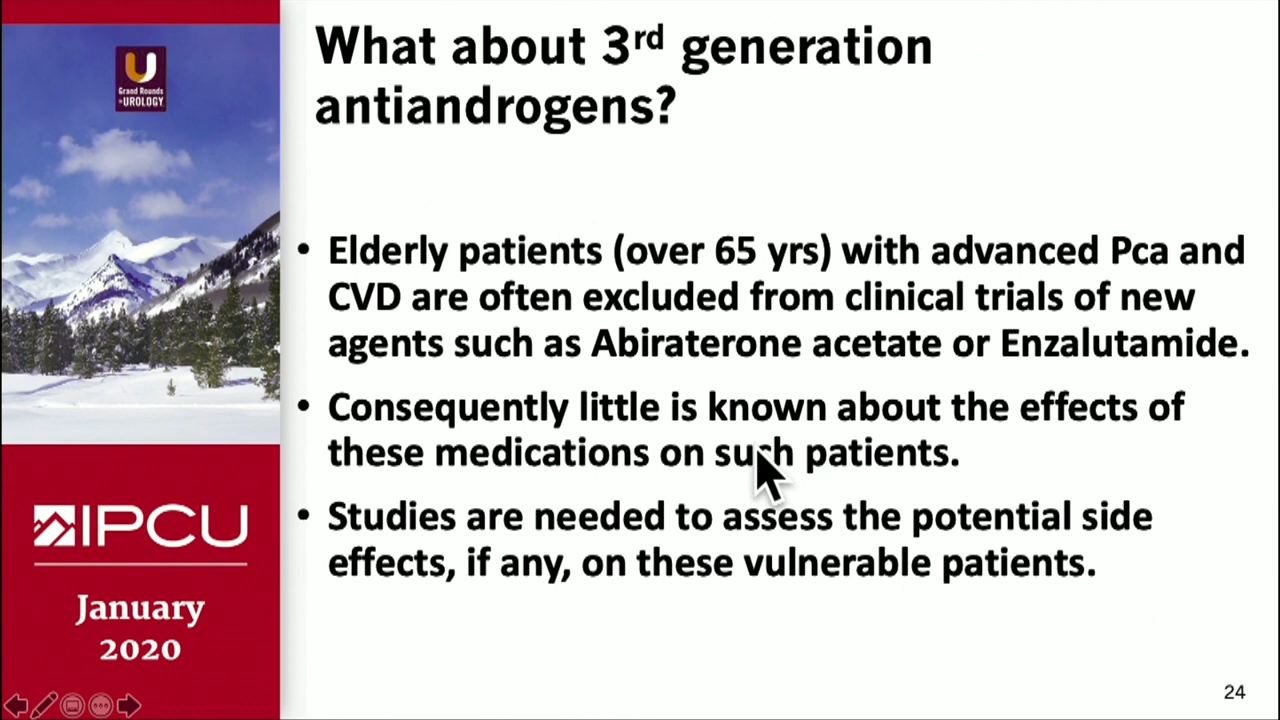 What about 3rd generation
antiandrogens?
Grand Rounds
in UROLOGY
• Elderly patients (over 65 yrs) with advanced Pca and
CVD are often excluded from clinical trials of new
agents such as Abiraterone acetate or Enzalutamide.
• Consequently little is known about the effects of
these medications on such patients.
• Studies are needed to assess the potential side
effects, if any, on these vulnerable patients.
IPCU
January
2020
24